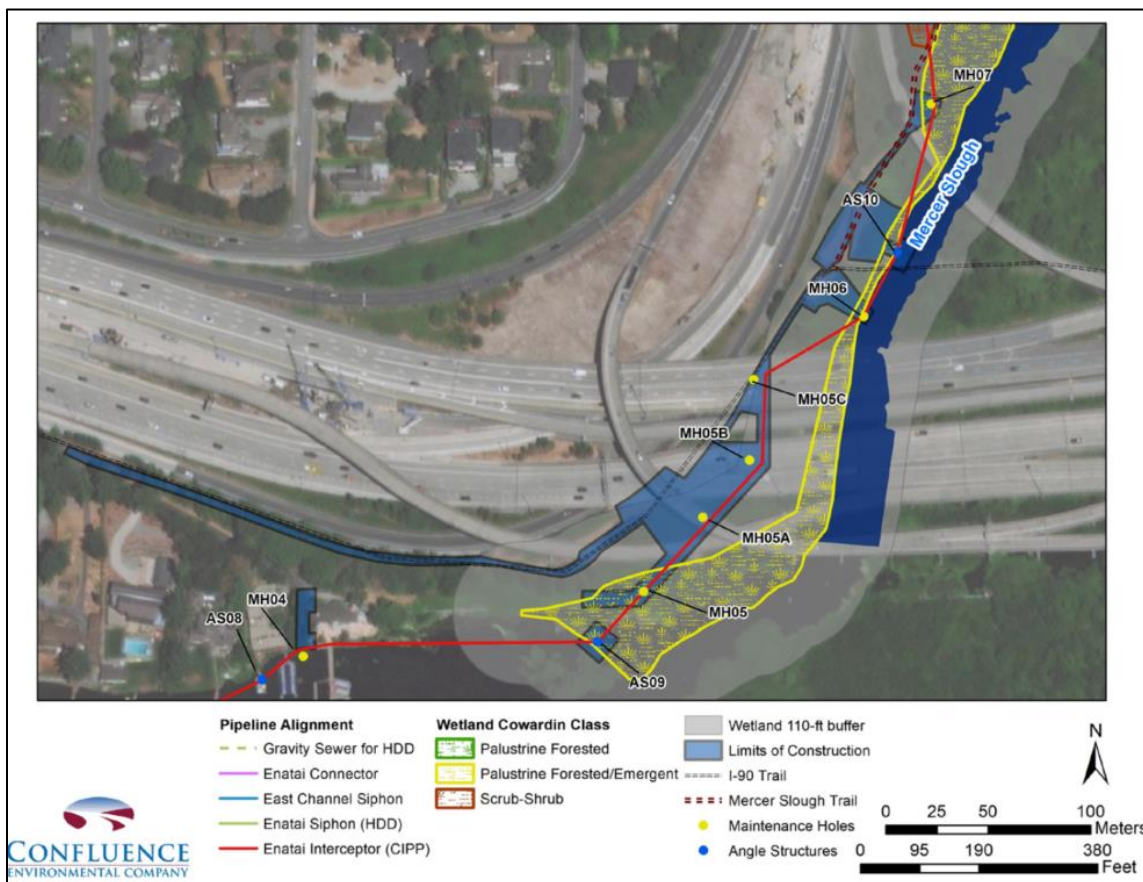 MH07
AS10
Mercer Slough
MH06
MH05C
MH05B
MH05A
MH04
AS08
MH05
AS09
Pipeline Alignment
Gravity Sewer for HDD
Enatai Connector
East Channel Siphon
Enatai Siphon (HDD)
Enatai Interceptor (CIPP)
Wetland Cowardin Class
Palustrine Forested
Palustrine Forested/Emergent
Scrub-Shrub
Wetland 110-ft buffer
Limits of Construction
I-90 Trail
Mercer Slough Trail
Maintenance Holes
Angle Structures
N
0 25 50 100
Meters
0 95 190 380
Feet
CONFLUENCE
ENVIRONMENTAL COMPANY